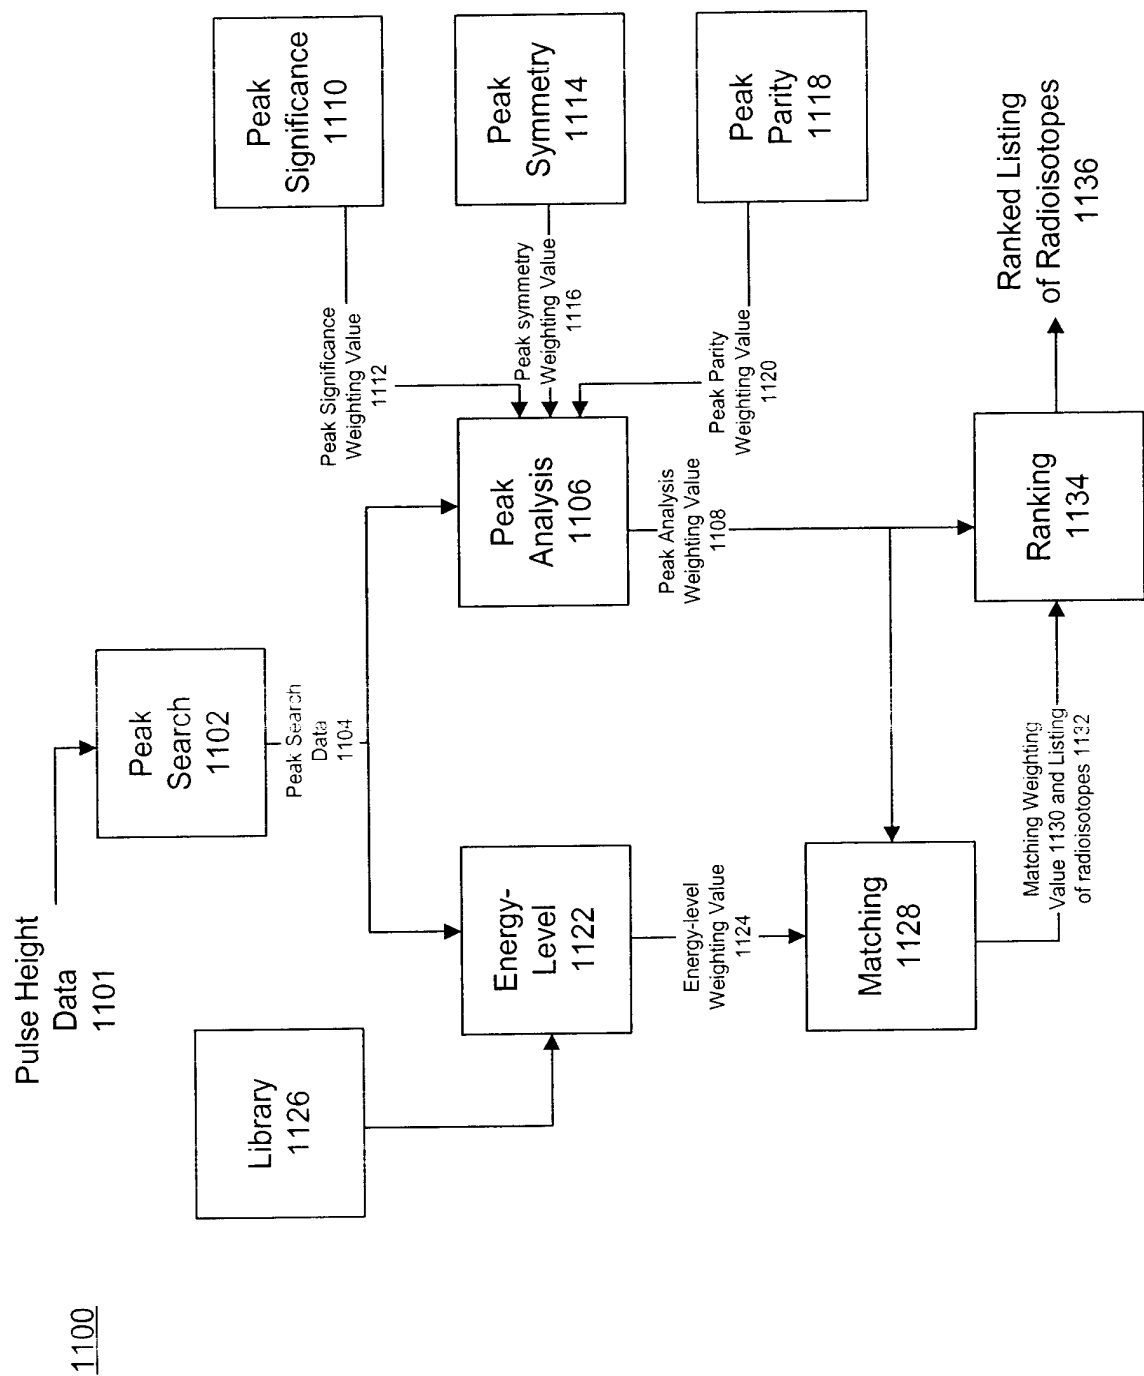 1100
Pulse Height
Data
1101
Library
1126
Peak
Search
1102
Peak Search
Data
1104
Energy-
Level
1122
Peak
Analysis
1106
Peak Significance
Weighting Value
1112
Peak
Significance
1110
Peak symmetry
Weighting Value
1116
Peak
Symmetry
1114
Peak Parity
Weighting Value
1120
Peak
Parity
1118
Energy-level
Weighting Value
1124
Peak Analysis
Weighting Value
1108
Matching
1128
Matching Weighting
Value 1130 and Listing
of radioisotopes 1132
Ranking
1134
Ranked Listing
of Radioisotopes
1136